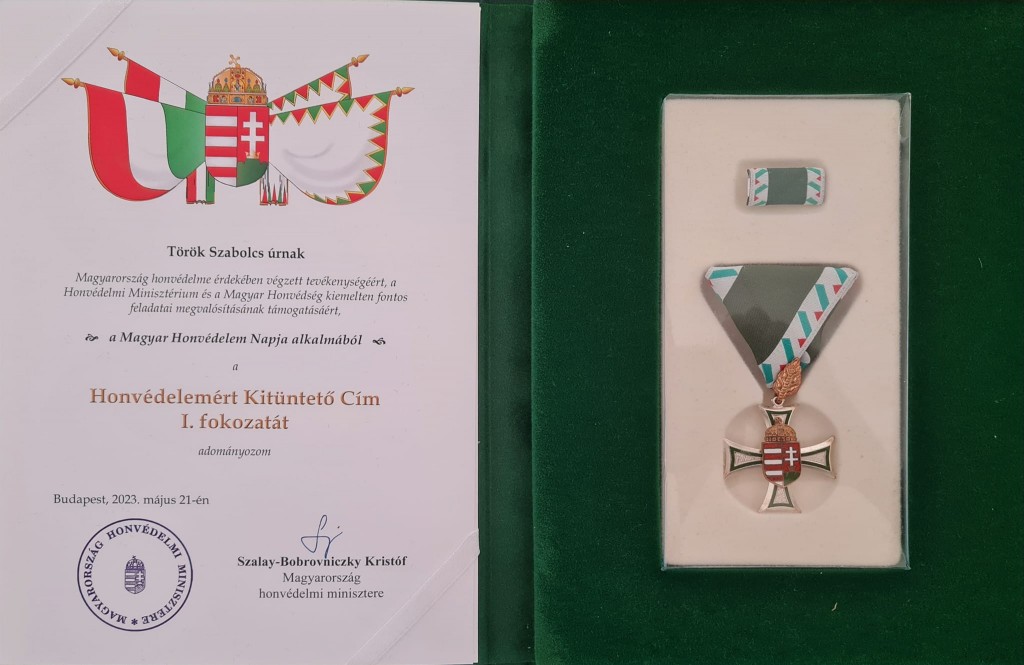 Török Szabolcs úrnak
Magyarország honvédelme érdekében végzett tevékenységéért, a
Honvédelmi Minisztérium és a Magyar Honvédség kiemelten fontos
feladatai megvalósításának támogatásáért,
a Magyar Honvédelem Napja alkalmából
a
Honvédelemért Kitüntető Cím
I. fokozatát
adományozom
Budapest, 2023. május 21-én
MAGYARORSZÁG HONVÉDELMI MINISZTERE *
Szalay-Bobrovniczky Kristóf
Magyarország
honvédelmi minisztere